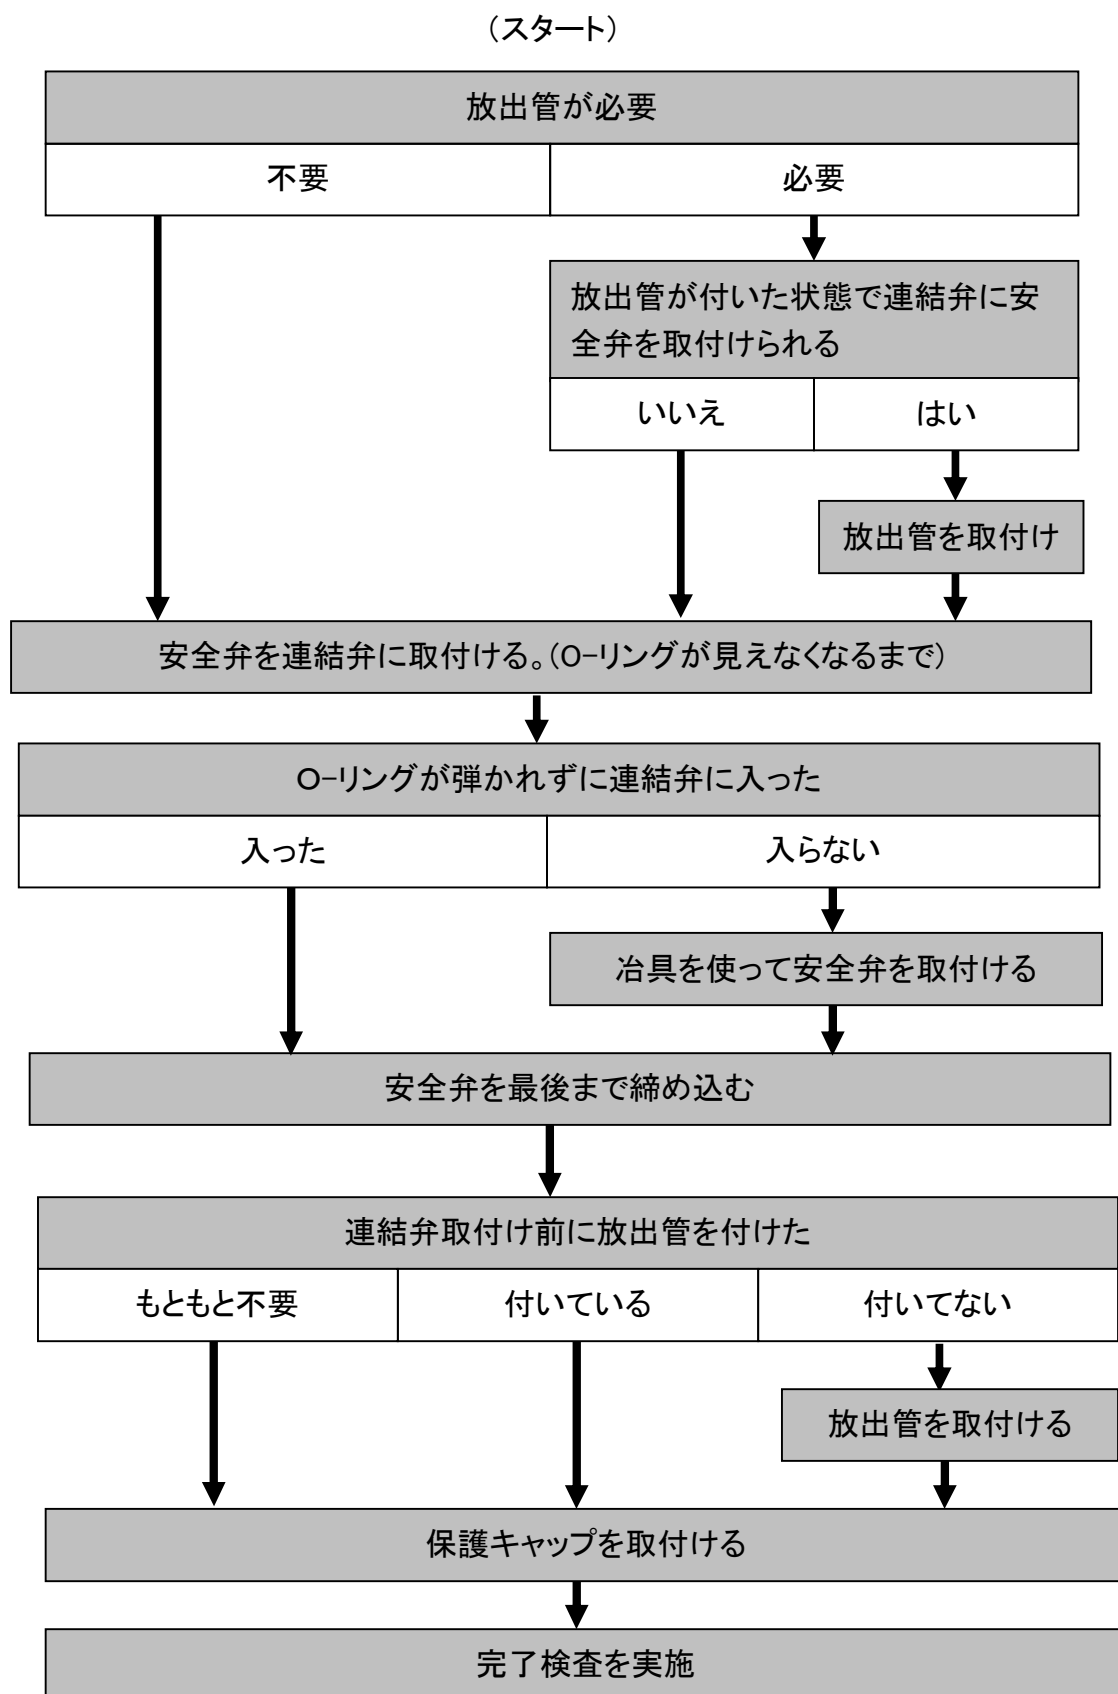 (スタート)
放出管が必要
不要
必要
放出管が付いた状態で連結弁に安
全弁を取付けられる
いいえ
はい
放出管を取付け
安全弁を連結弁に取付ける。(O-リングが見えなくなるまで)
O-リングが弾かれずに連結弁に入った
入った
入らない
冶具を使って安全弁を取付ける
安全弁を最後まで締め込む
連結弁取付け前に放出管を付けた
もともと不要
付いている
付いてない
放出管を取付ける
保護キャップを取付ける
完了検査を実施